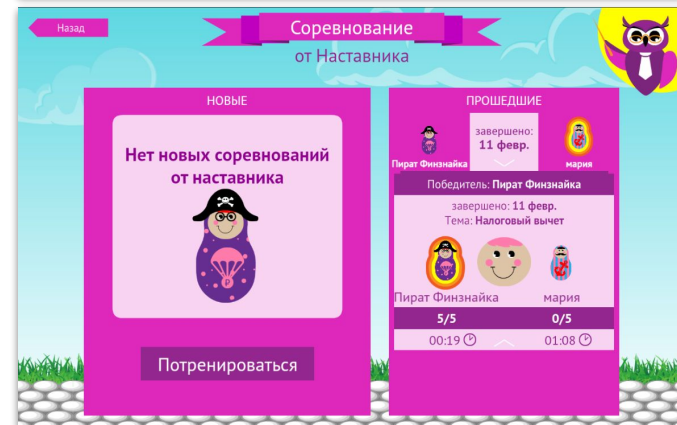 Назад
Соревнование
от Наставника
НОВЫЕ
Нет новых соревнований
от наставника
Потренироваться
ПРОШЕДШИЕ
завершено:
11 февр.
Пират Финзнайка
мария
Победитель: Пират Финзнайка
завершено: 11 февр.
Тема: Налоговый вычет
Пират Финзнайка мария
5/5 0/5
00:19 01:08